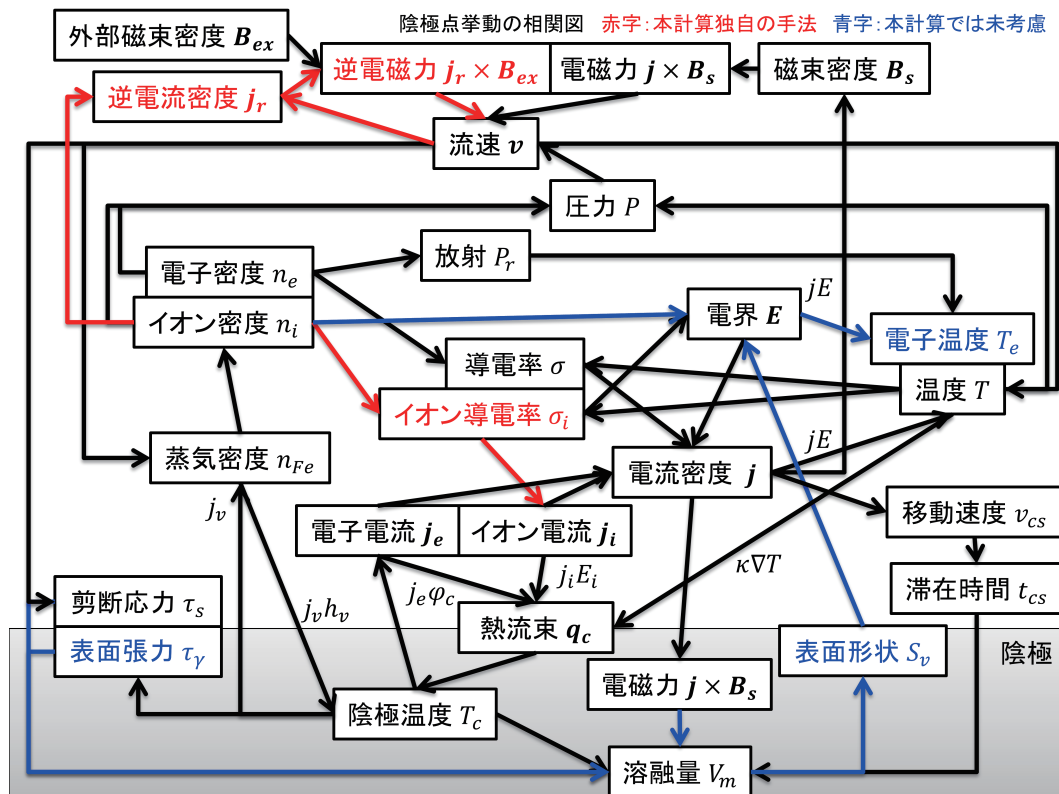 陰極点挙動の相関図 赤字：本計算独自の手法 青字：本計算では未考慮
外部磁束密度 B_ex
逆電磁力 j_r × B_ex
電磁力 j × B_s
磁束密度 B_s
逆電流密度 j_r
流速 v
圧力 P
放射 P_r
電子密度 n_e
イオン密度 n_i
電界 E
jE
電子温度 T_e
温度 T
導電率 σ
イオン導電率 σ_i
蒸気密度 n_Fe
電流密度 j
jE
j_v
電子電流 j_e
イオン電流 j_i
移動速度 v_cs
κ∇T
j_iE_i
j_eφ_c
j_vh_v
滞在時間 t_cs
剪断応力 τ_s
熱流束 q_c
表面張力 τ_γ
表面形状 S_v
陰極
電磁力 j × B_s
陰極温度 T_c
溶融量 V_m